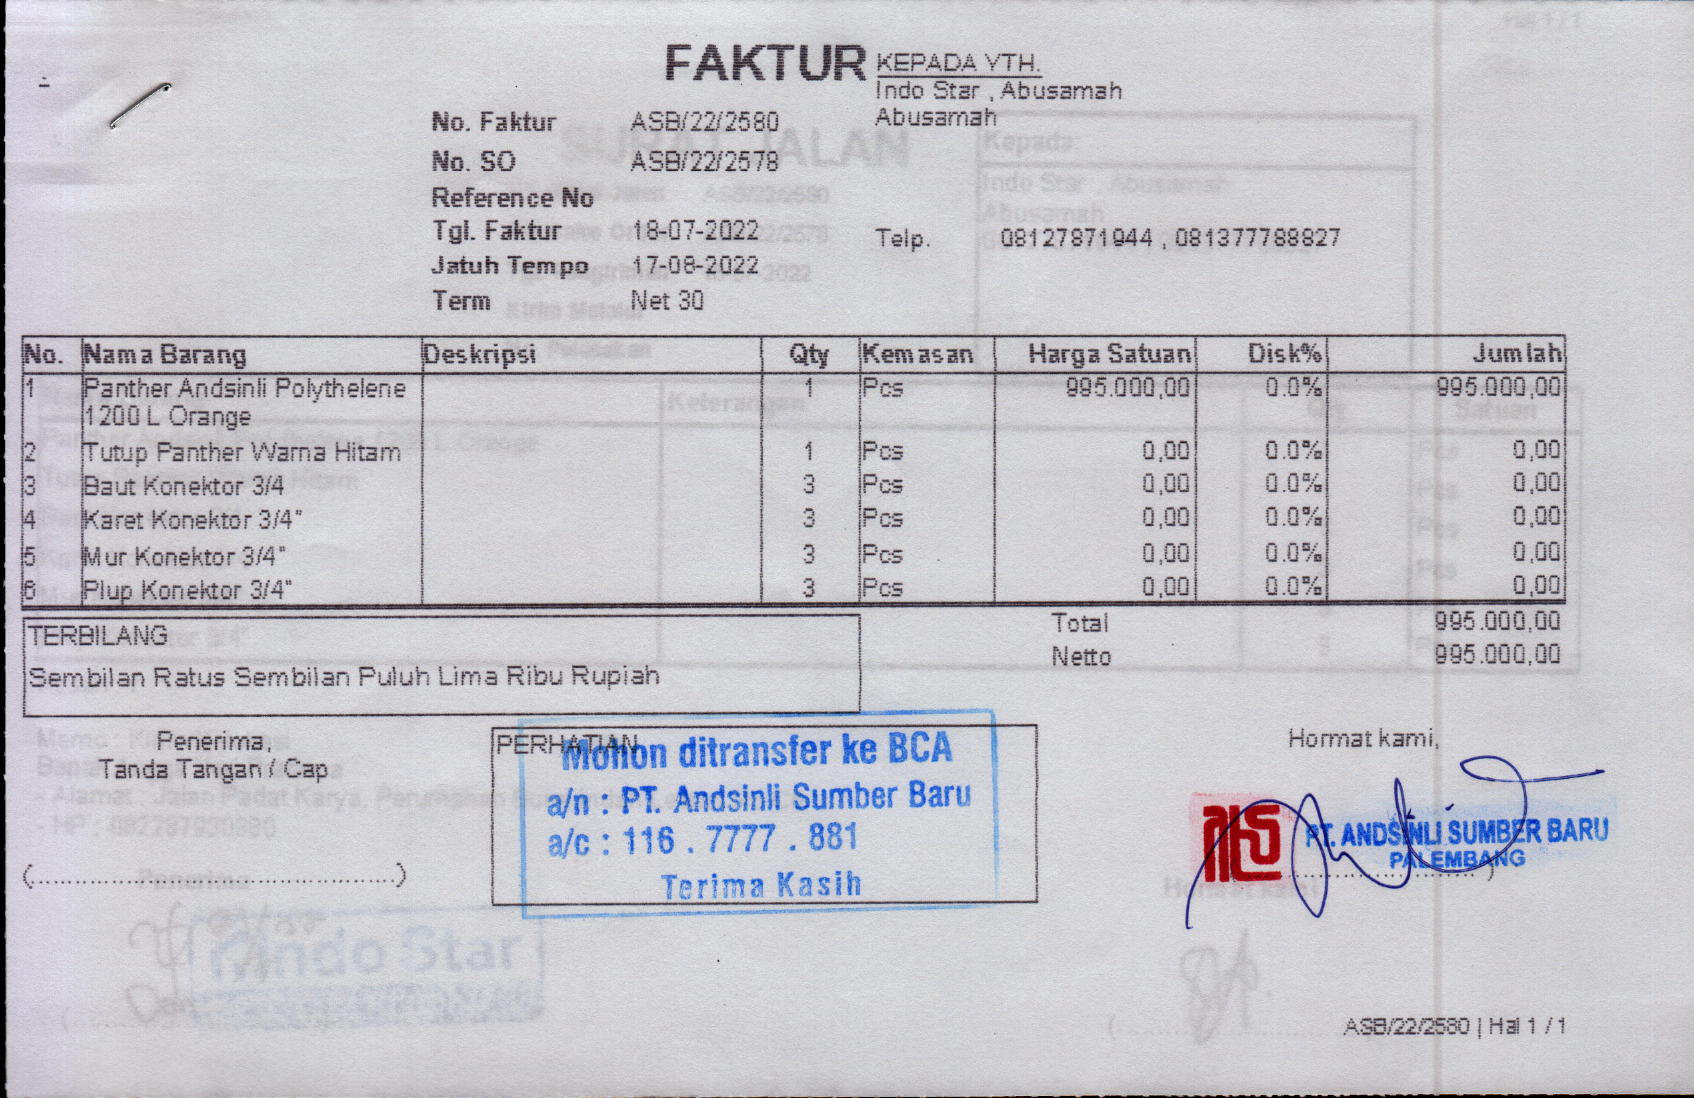 FAKTUR
KEPADA YTH.
Indo Star , Abusamah
Abusamah
No. Faktur ASB/22/2580
No. SO ASB/22/2578
Reference No
Tgl. Faktur 18-07-2022
Jatuh Tempo 17-08-2022
Term Net 30
Telp. 08127871044 , 081377788827
No. Nama Barang Deskripsi Qty Kemasan Harga Satuan Disk% Jumlah
1 Panther Andsinli Polythelene 1 Pcs 995.000,00 0.0% 995.000,00
1200 L Orange
2 Tutup Panther Warna Hitam 1 Pcs 0,00 0.0% 0,00
3 Baut Konektor 3/4 3 Pcs 0,00 0.0% 0,00
4 Karet Konektor 3/4" 3 Pcs 0,00 0.0% 0,00
5 Mur Konektor 3/4" 3 Pcs 0,00 0.0% 0,00
6 Plup Konektor 3/4" 3 Pcs 0,00 0.0% 0,00
Total 995.000,00
Netto 995.000,00
TERBILANG
Sembilan Ratus Sembilan Puluh Lima Ribu Rupiah
Penerima,
Tanda Tangan / Cap
(..................................................)
PERHATIAN
Mohon ditransfer ke BCA
a/n : PT. Andsinli Sumber Baru
a/c : 116 . 7777 . 881
Terima Kasih
Hormat kami,
PT. ANDSINLI SUMBER BARU
PALEMBANG
ASB/22/2580 | Hal 1 / 1